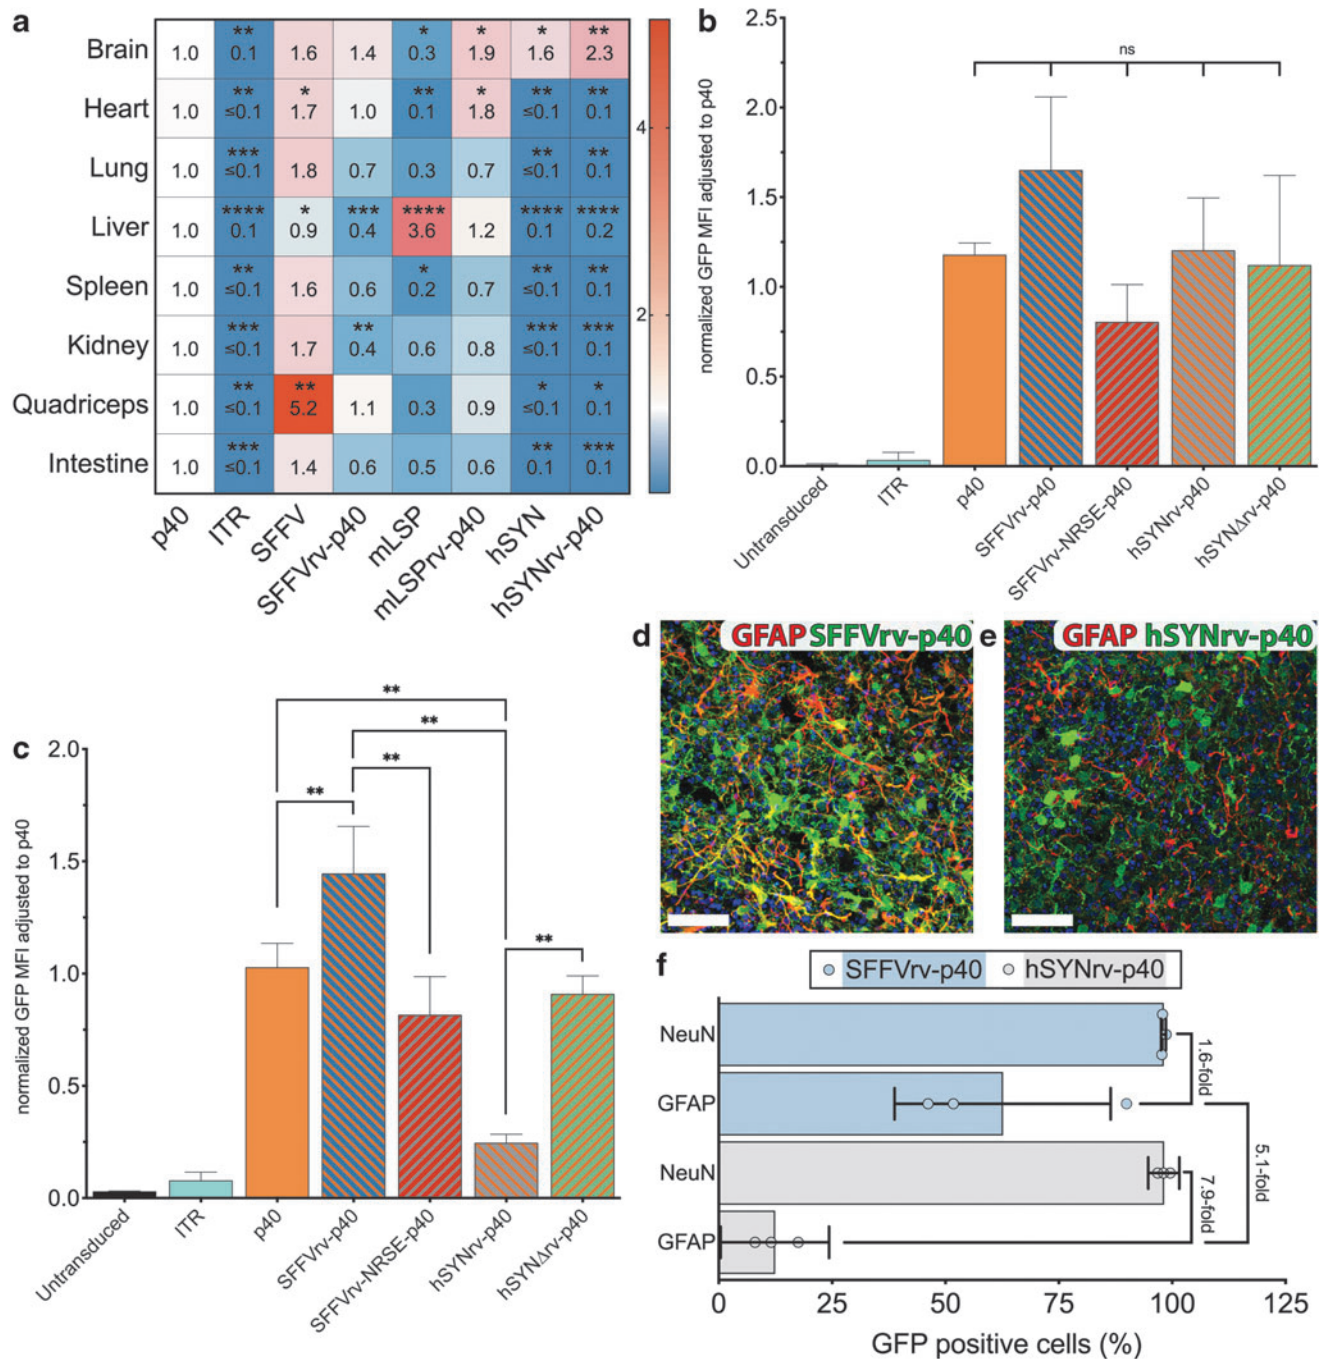 a
Brain 1.0 ** 0.1 1.6 1.4 * 0.3 * 1.9 * 1.6 ** 2.3
Heart 1.0 ** ≤0.1 * 1.7 1.0 ** 0.1 * 1.8 ** ≤0.1 ** 0.1
Lung 1.0 *** ≤0.1 1.8 0.7 0.3 0.7 ** ≤0.1 ** 0.1
Liver 1.0 **** 0.1 * 0.9 *** 0.4 **** 3.6 1.2 **** 0.1 **** 0.2
Spleen 1.0 ** ≤0.1 1.6 0.6 * 0.2 0.7 ** ≤0.1 ** 0.1
Kidney 1.0 *** ≤0.1 1.7 ** 0.4 0.6 0.8 *** ≤0.1 *** 0.1
Quadriceps 1.0 ** ≤0.1 ** 5.2 1.1 0.3 0.9 * ≤0.1 * 0.1
Intestine 1.0 *** ≤0.1 1.4 0.6 0.5 0.6 ** 0.1 *** 0.1
p40
ITR
SFFV
SFFVrv-p40
mLSP
mLSPrv-p40
hSYN
hSYNrv-p40
4
2
b
normalized GFP MFI adjusted to p40
2.5
2.0
1.5
1.0
0.5
0.0
ns
Untransduced
ITR
p40
SFFVrv-p40
SFFVrv-NRSE-p40
hSYNrv-p40
hSYNΔrv-p40
c
normalized GFP MFI adjusted to p40
2.0
1.5
1.0
0.5
0.0
**
**
**
**
**
Untransduced
ITR
p40
SFFVrv-p40
SFFVrv-NRSE-p40
hSYNrv-p40
hSYNΔrv-p40
d
GFAP SFFVrv-p40
e
GFAP hSYNrv-p40
f
SFFVrv-p40 hSYNrv-p40
NeuN
GFAP
NeuN
GFAP
1.6-fold
5.1-fold
7.9-fold
0 25 50 75 100 125
GFP positive cells (%)